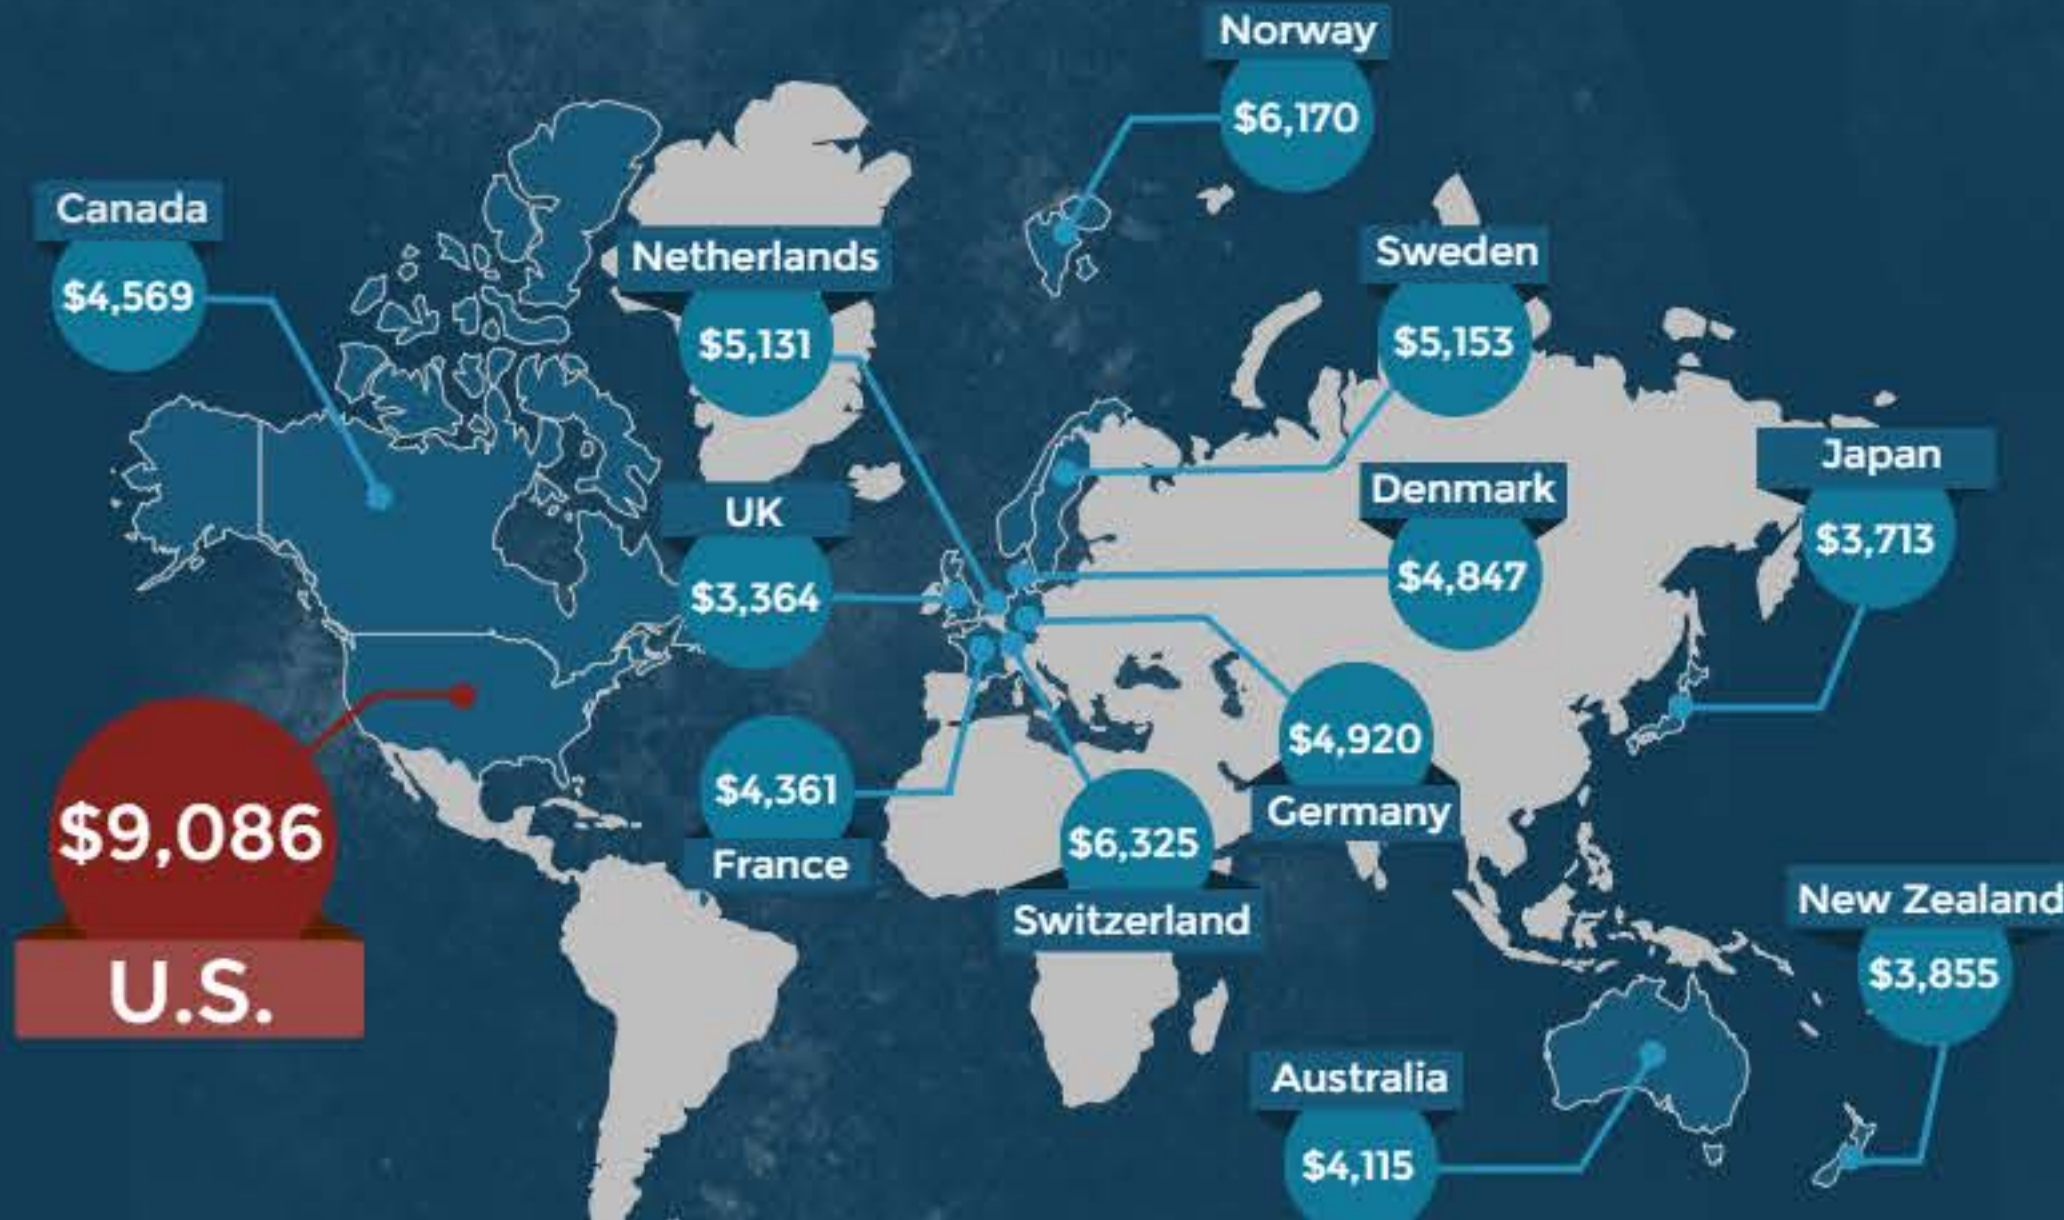 Norway
$6,170
Canada
$4,569
Netherlands
$5,131
Sweden
$5,153
Japan
$3,713
UK
$3,364
Denmark
$4,847
$9,086
U.S.
$4,361
France
$6,325
Switzerland
$4,920
Germany
New Zealand
$3,855
Australia
$4,115